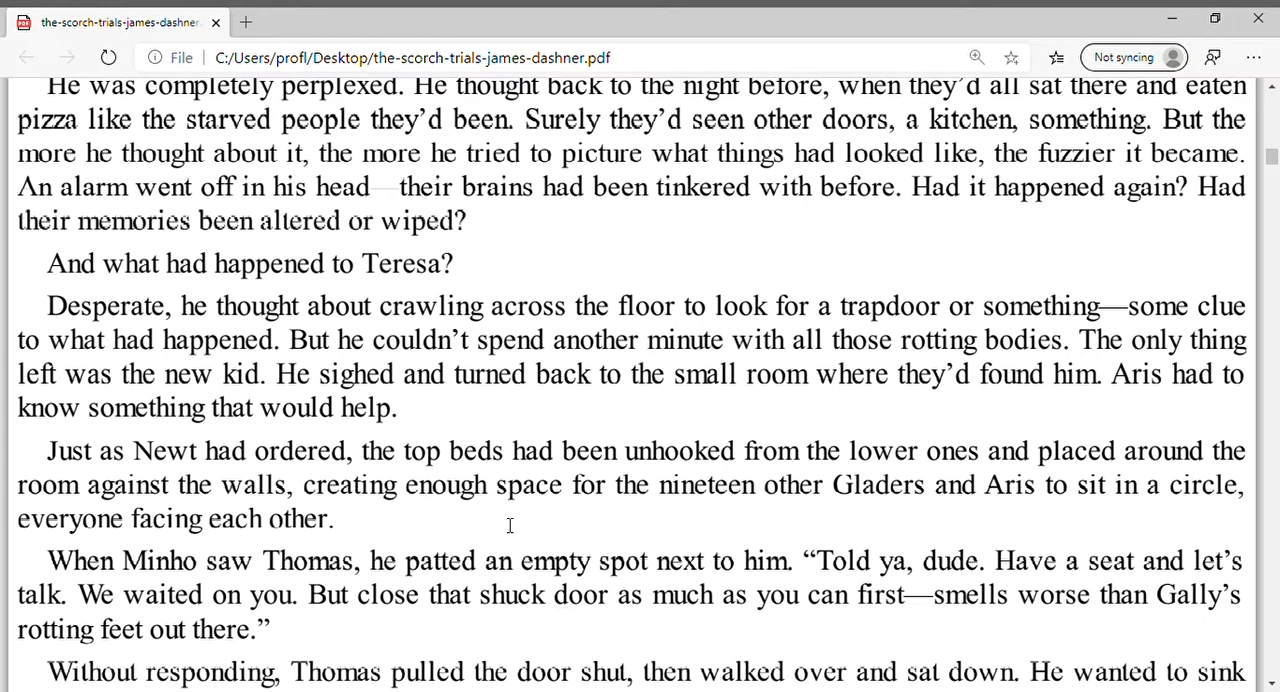 the-scorch-trials-james-dashner
File
C:/Users/profl/Desktop/the-scorch-trials-james-dashner.pdf
Not syncing
He was completely perplexed. He thought back to the night before, when they’d all sat there and eaten
pizza like the starved people they’d been. Surely they’d seen other doors, a kitchen, something. But the
more he thought about it, the more he tried to picture what things had looked like, the fuzzier it became.
An alarm went off in his head—their brains had been tinkered with before. Had it happened again? Had
their memories been altered or wiped?
And what had happened to Teresa?
Desperate, he thought about crawling across the floor to look for a trapdoor or something—some clue
to what had happened. But he couldn’t spend another minute with all those rotting bodies. The only thing
left was the new kid. He sighed and turned back to the small room where they’d found him. Aris had to
know something that would help.
Just as Newt had ordered, the top beds had been unhooked from the lower ones and placed around the
room against the walls, creating enough space for the nineteen other Gladers and Aris to sit in a circle,
everyone facing each other.
When Minho saw Thomas, he patted an empty spot next to him. “Told ya, dude. Have a seat and let’s
talk. We waited on you. But close that shuck door as much as you can first—smells worse than Gally’s
rotting feet out there.”
Without responding, Thomas pulled the door shut, then walked over and sat down. He wanted to sink